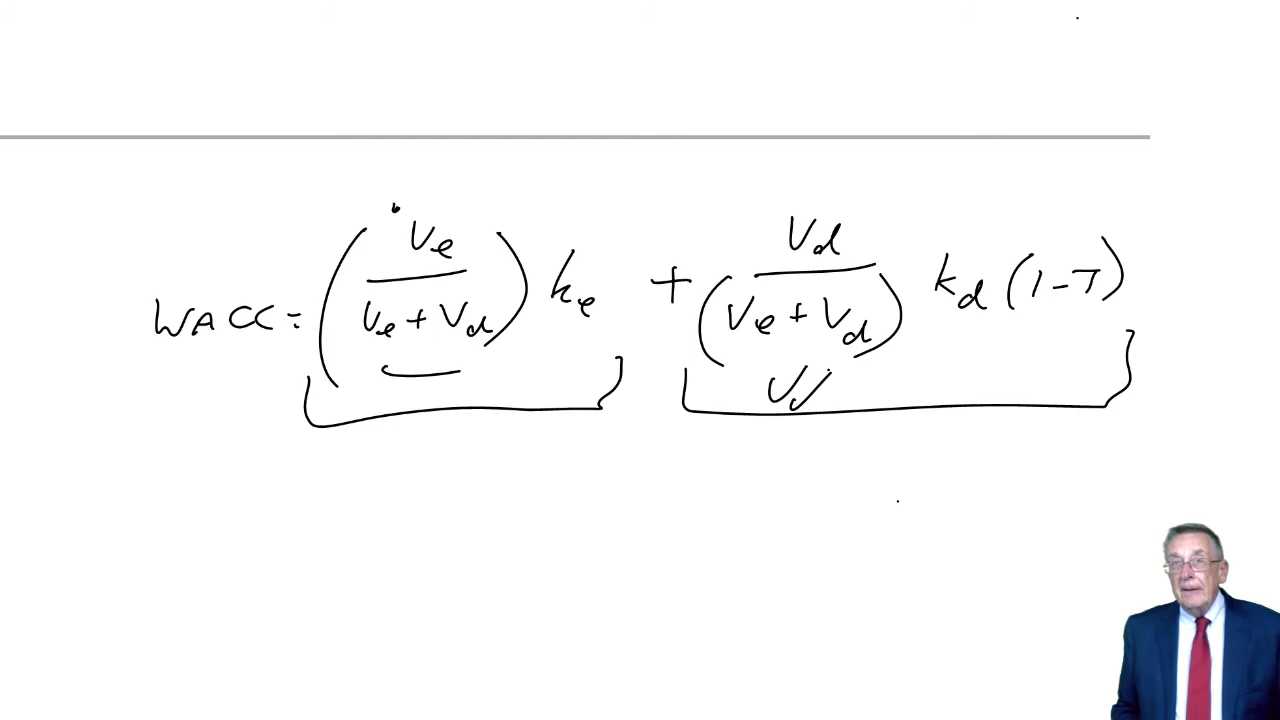 WACC = (Ve / (Ve + Vd)) ke + Vd / (Ve + Vd) kd (1-T)